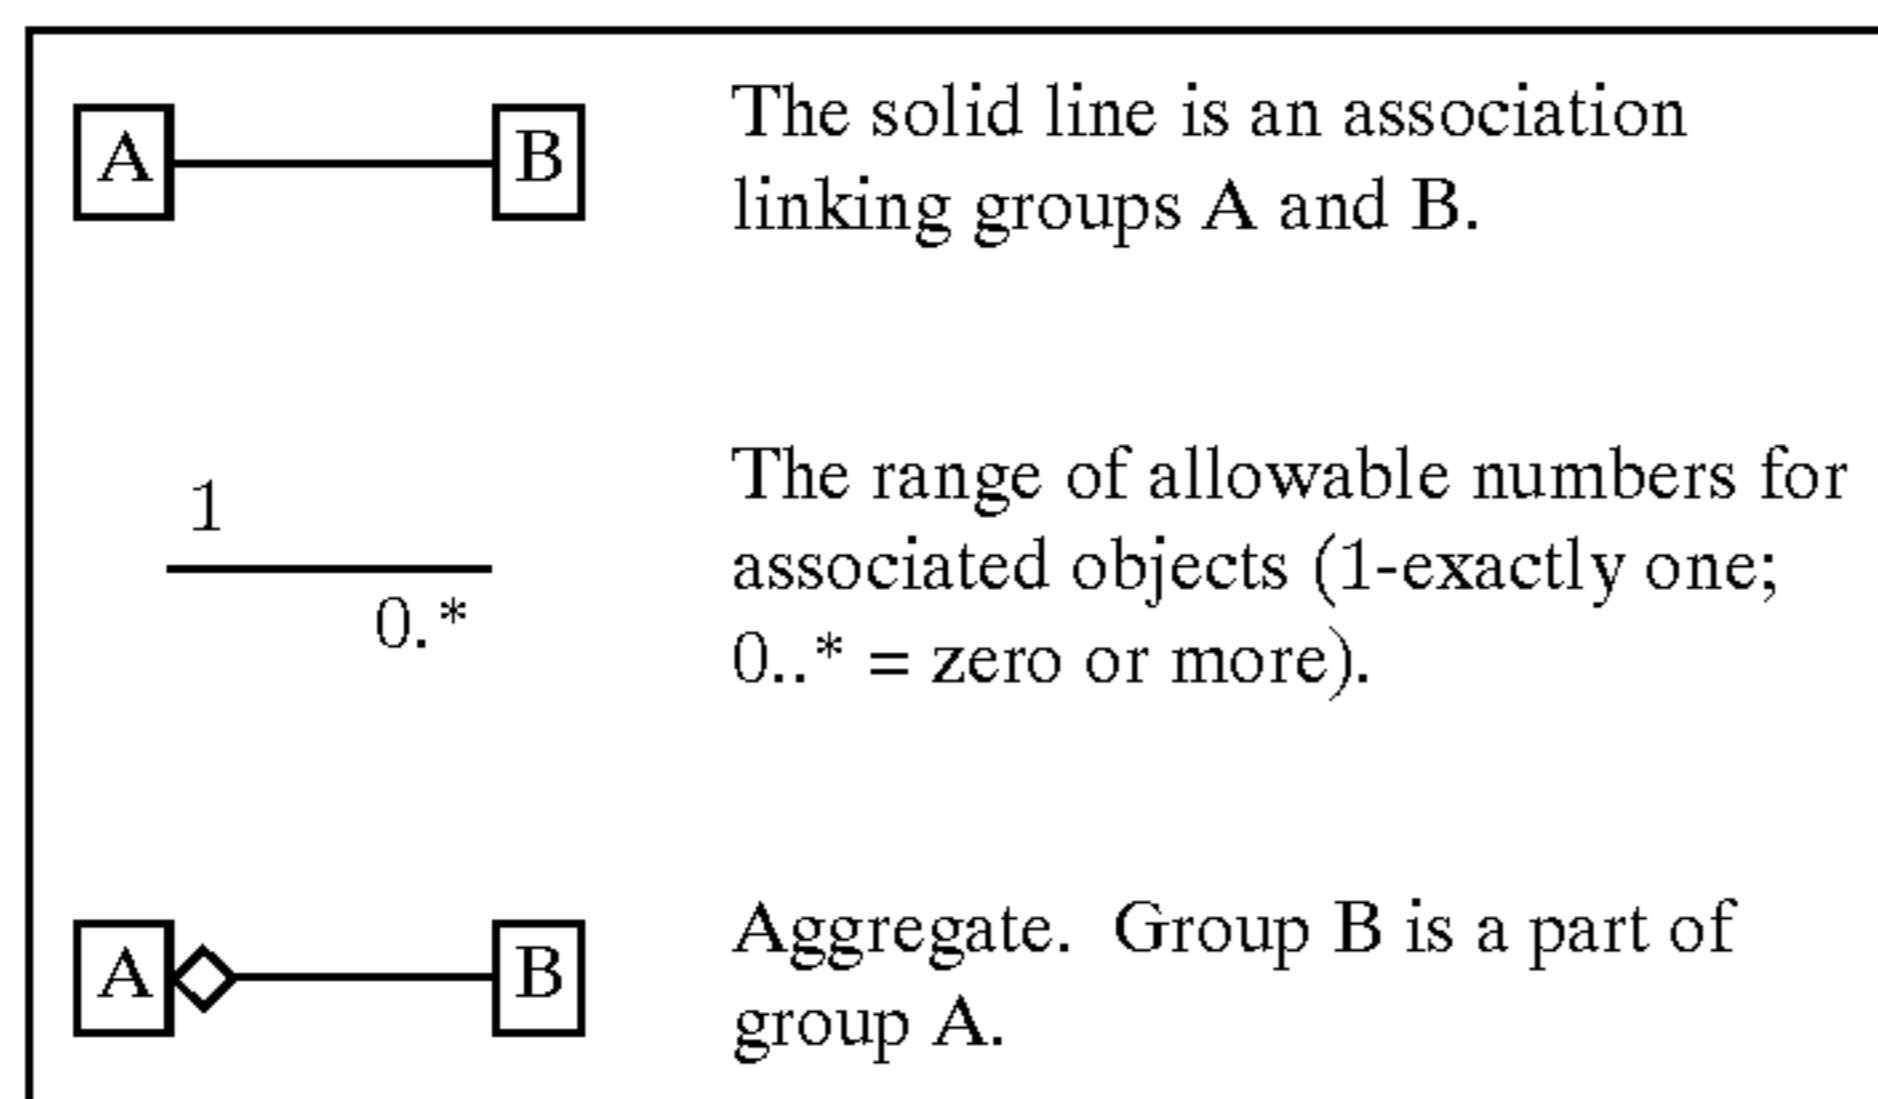 A B The solid line is an association
linking groups A and B.
1 The range of allowable numbers for
associated objects (1-exactly one;
0.* 0..* = zero or more).
A B Aggregate. Group B is a part of
group A.